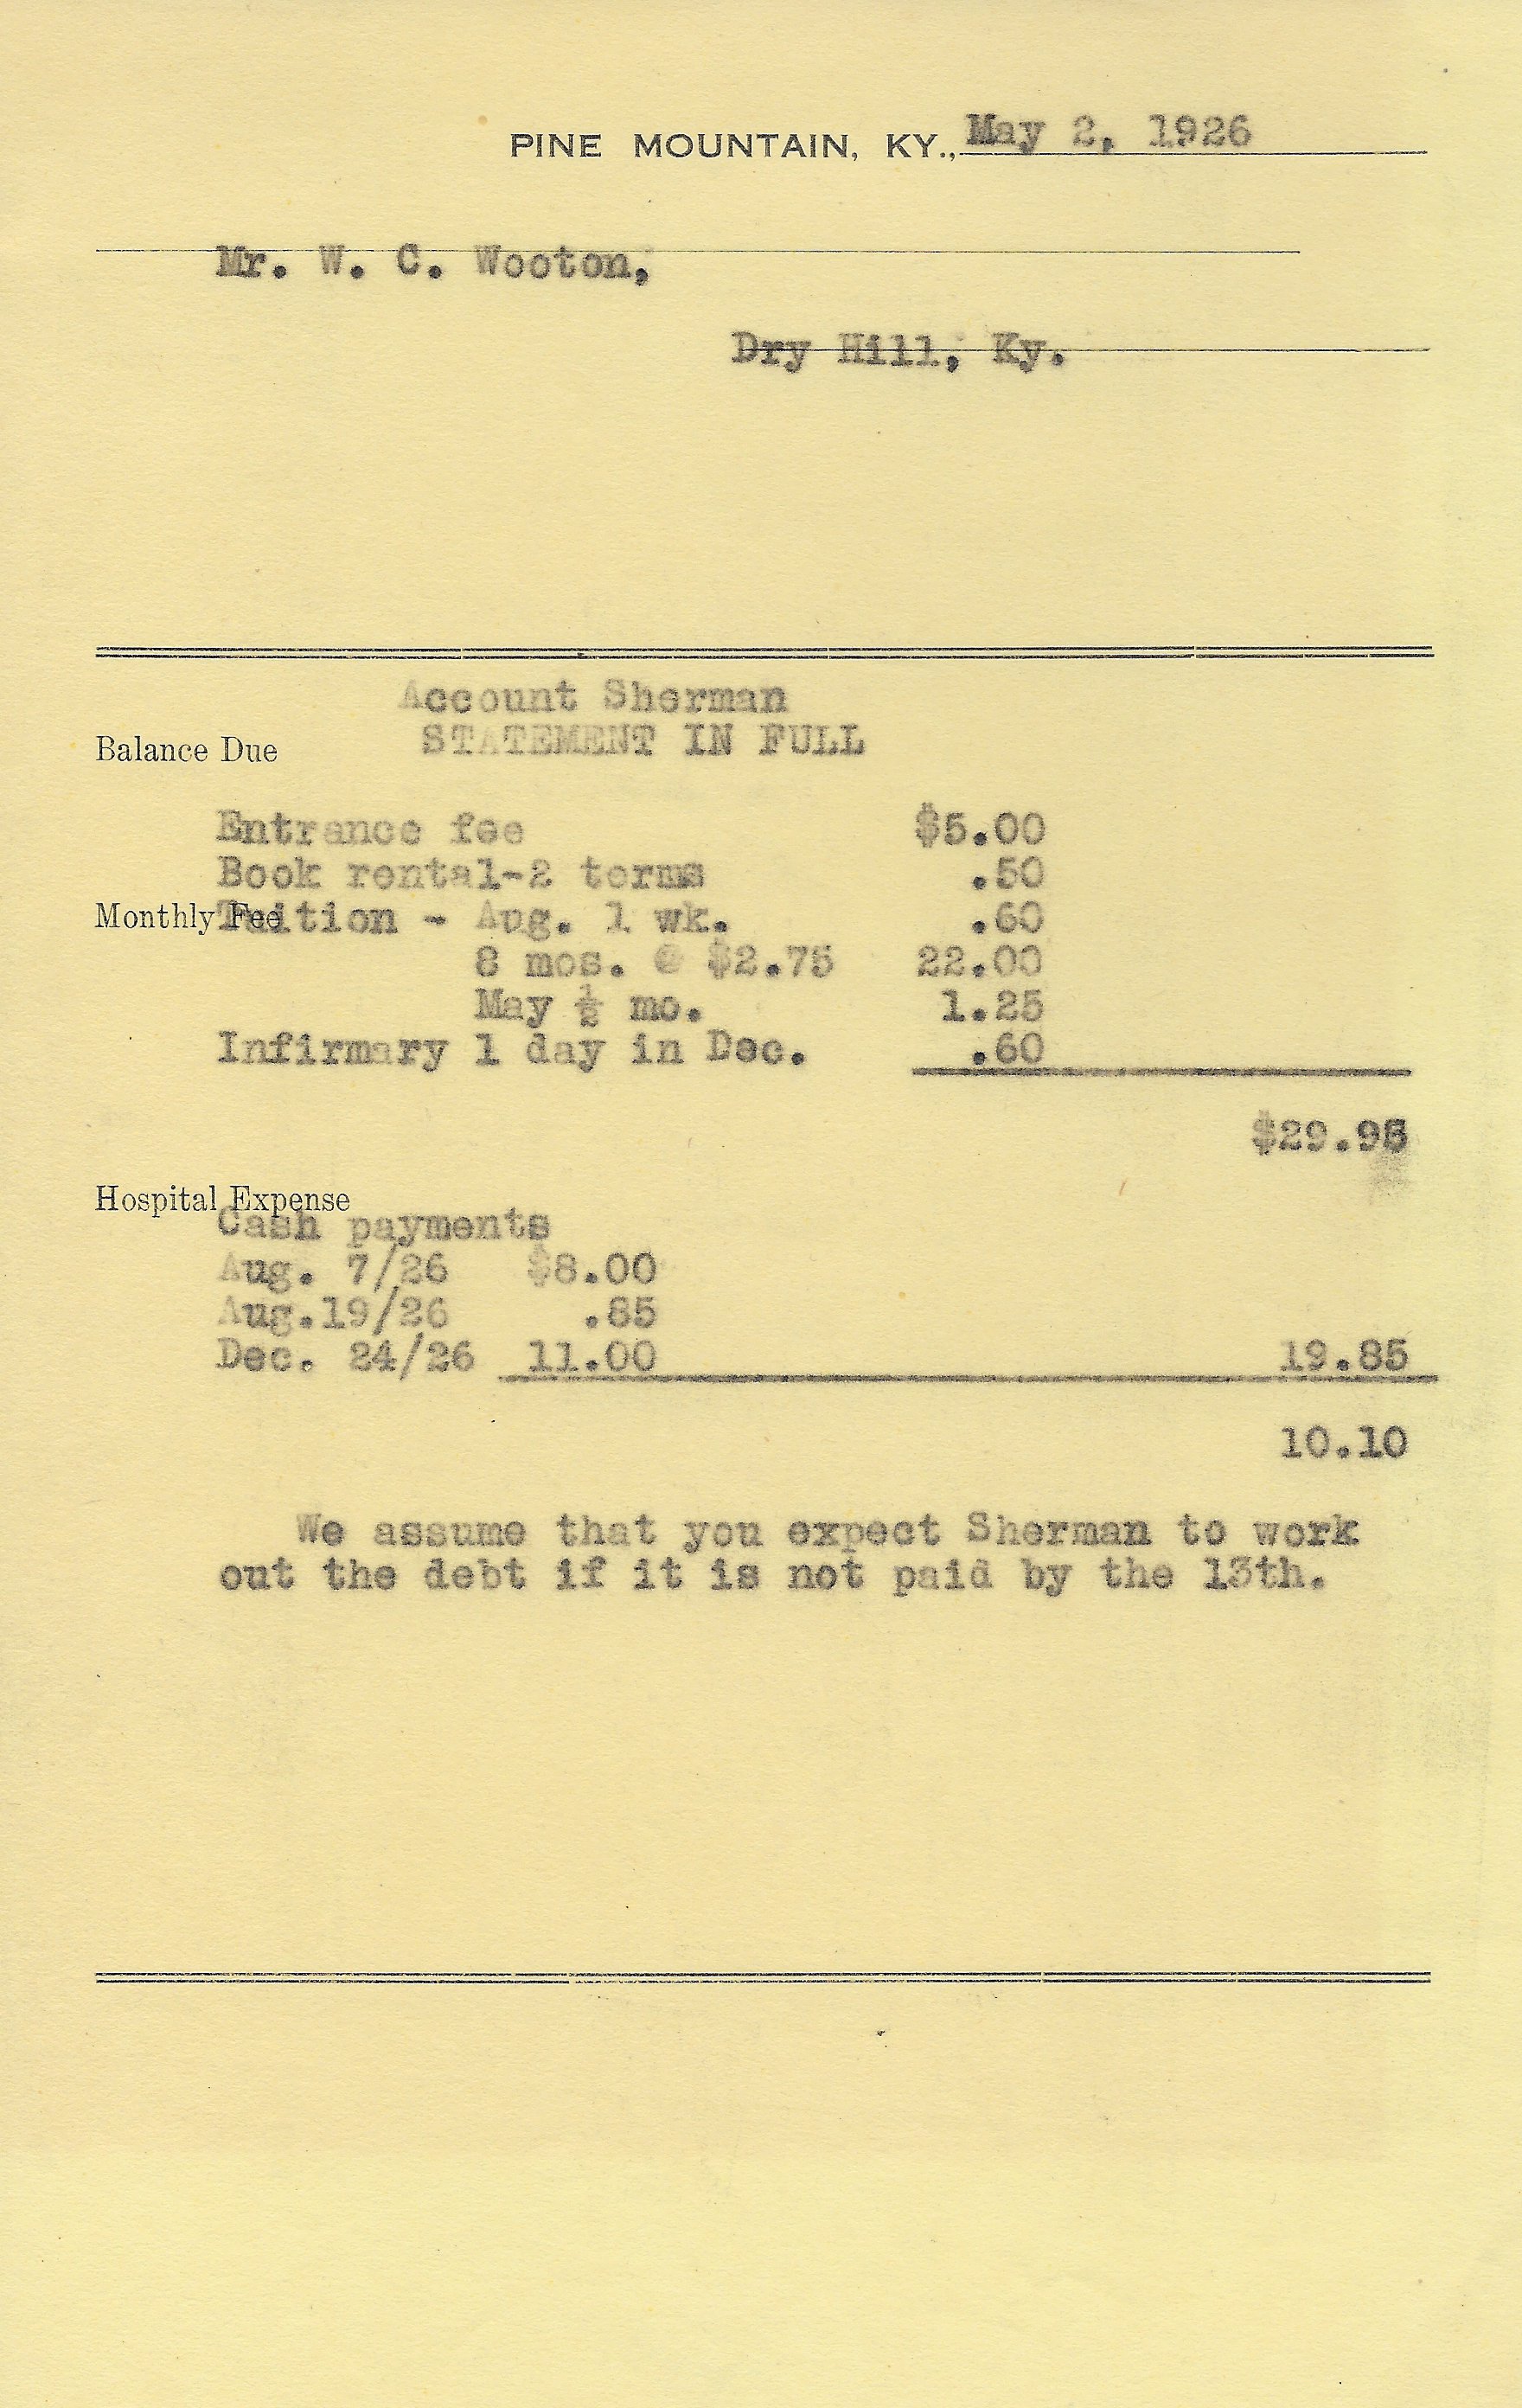 PINE MOUNTAIN, KY., May 2, 1926
Mr. W. C. Wooton,
Dry Hill, Ky.
Account Sherman
Balance Due STATEMENT IN FULL
Entrance fee $5.00
Book rental-2 terms .50
Monthly Fee Tuition - Aug. 1 wk. .60
8 mos. @ $2.75 22.00
May ½ mo. 1.25
Infirmary 1 day in Dec. .60
$29.95
Hospital Expense
Cash payments
Aug. 7/26 $8.00
Aug.19/26 .85
Dec. 24/26 11.00 19.85
10.10
We assume that you expect Sherman to work
out the debt if it is not paid by the 13th.